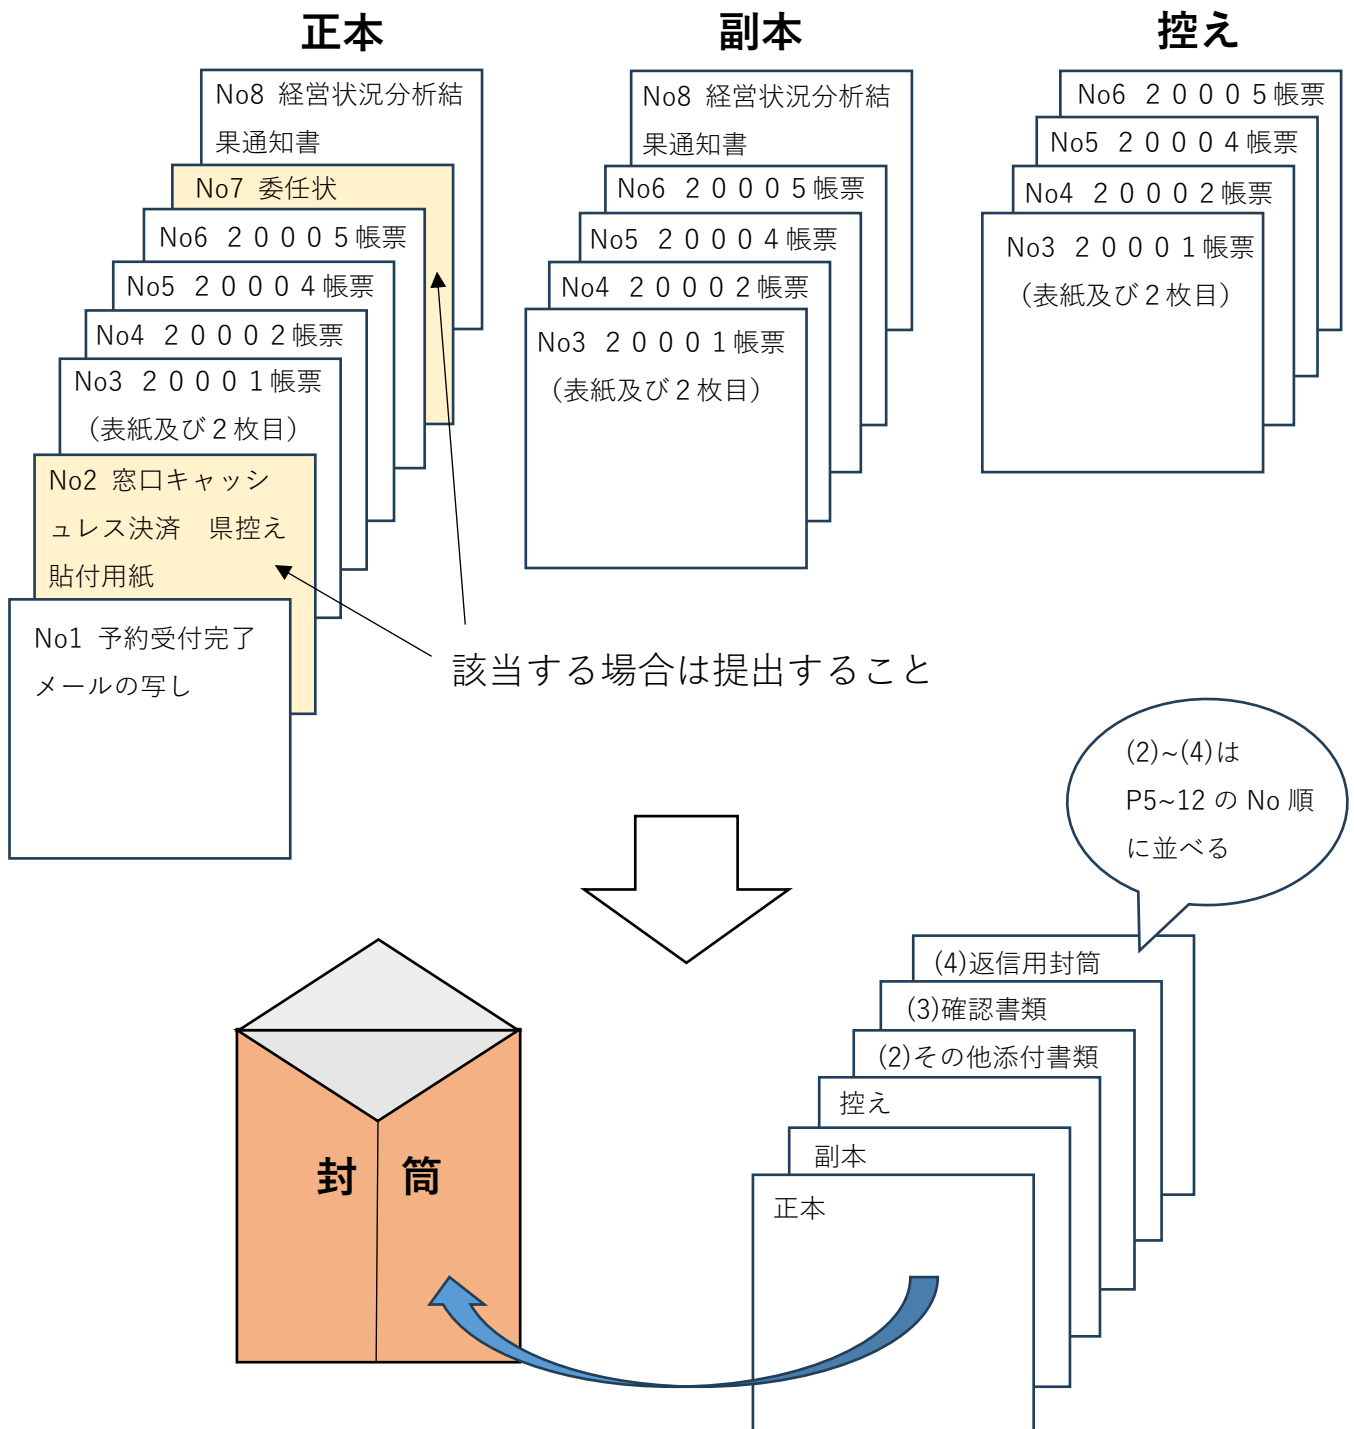 正本
No8 経営状況分析結
果通知書
No7 委任状
No6 ２０００５帳票
No5 ２０００４帳票
No4 ２０００２帳票
No3 ２０００１帳票
（表紙及び２枚目）
No2 窓口キャッシ
ュレス決済　県控え
貼付用紙
No1 予約受付完了
メールの写し
副本
No8 経営状況分析結
果通知書
No6 ２０００５帳票
No5 ２０００４帳票
No4 ２０００２帳票
No3 ２０００１帳票
（表紙及び２枚目）
控え
No6 ２０００５帳票
No5 ２０００４帳票
No4 ２０００２帳票
No3 ２０００１帳票
（表紙及び２枚目）
該当する場合は提出すること
(2)~(4)は
P5~12 の No 順
に並べる
(4)返信用封筒
(3)確認書類
(2)その他添付書類
控え
副本
正本
封 筒